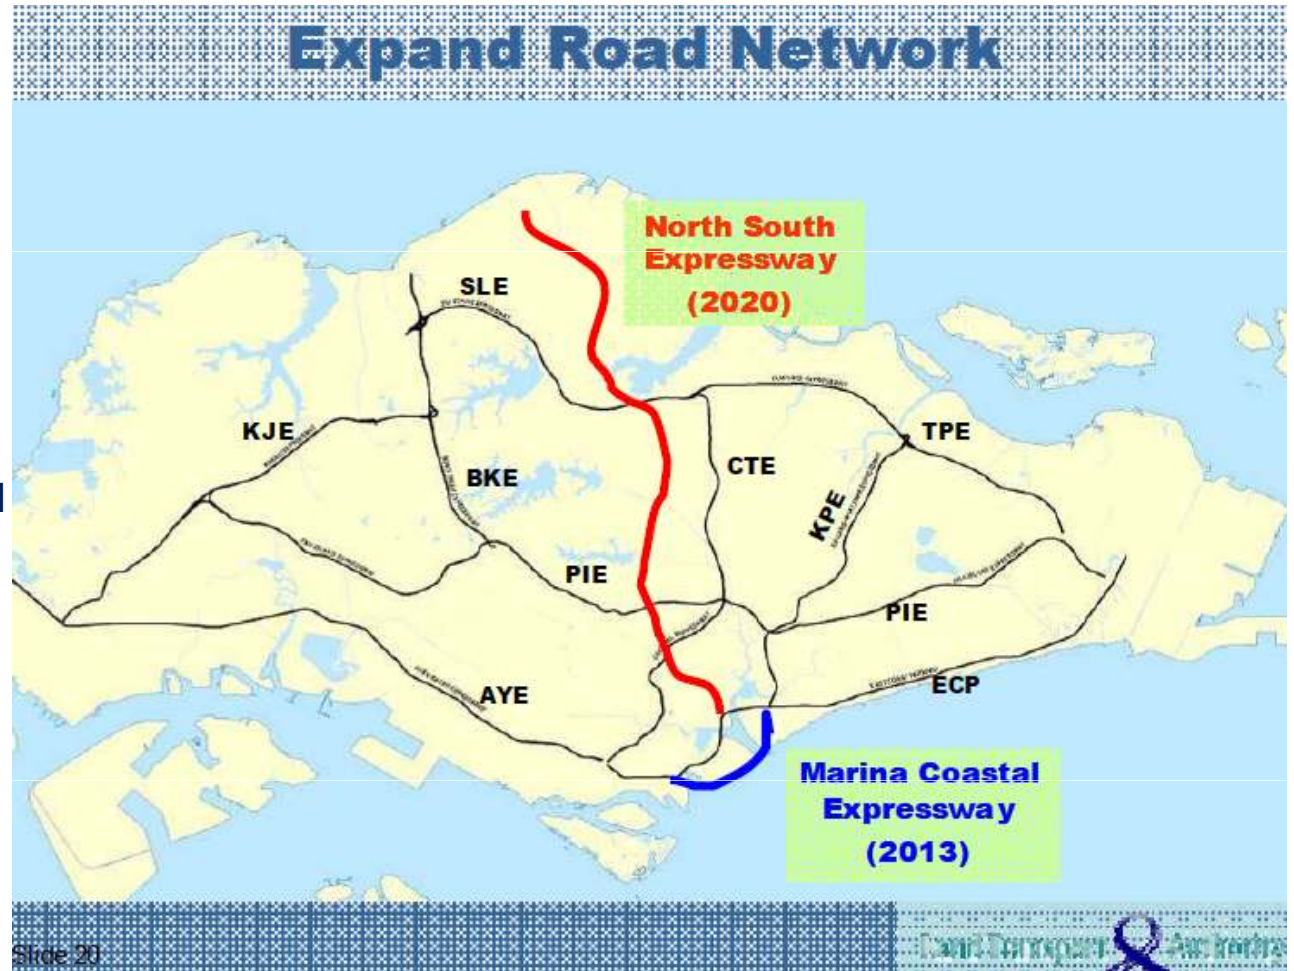 Expand Road Network
North South
Expressway
(2020)
SLE
KJE
TPE
CTE
BKE
KPE
PIE
PIE
ECP
AYE
Marina Coastal
Expressway
(2013)
Slide 20
Land Transport Authority